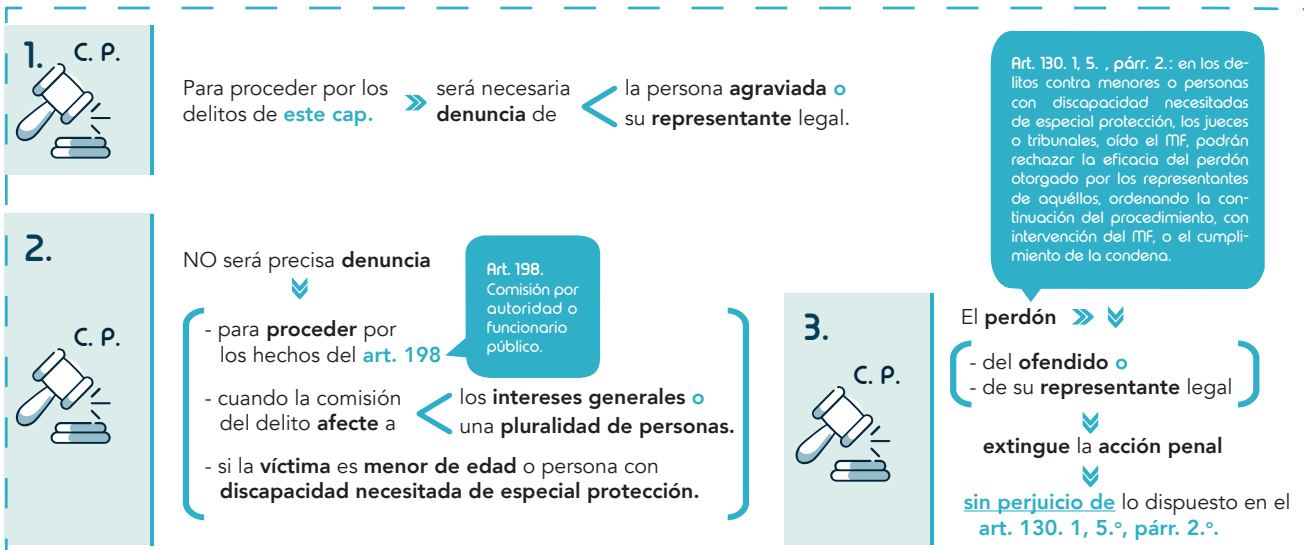 1. C. P.
Para proceder por los
delitos de este cap.
será necesaria
denuncia de
la persona agraviada o
su representante legal.
2.
C. P.
NO será precisa denuncia
- para proceder por
los hechos del art. 198
Art. 198.
Comisión por
autoridad o
funcionario
público.
- cuando la comisión
del delito afecte a
los intereses generales o
una pluralidad de personas.
- si la víctima es menor de edad o persona con
discapacidad necesitada de especial protección.
3.
C. P.
Art. 130. 1, 5. , párr. 2.: en los de-
litos contra menores o personas
con discapacidad necesitadas
de especial protección, los jueces
o tribunales, oído el MF, podrán
rechazar la eficacia del perdón
otorgado por los representantes
de aquéllos, ordenando la con-
tinuación del procedimiento, con
intervención del MF, o el cumpli-
miento de la condena.
El perdón
- del ofendido o
- de su representante legal
extingue la acción penal
sin perjuicio de lo dispuesto en el
art. 130. 1, 5.º, párr. 2.º.